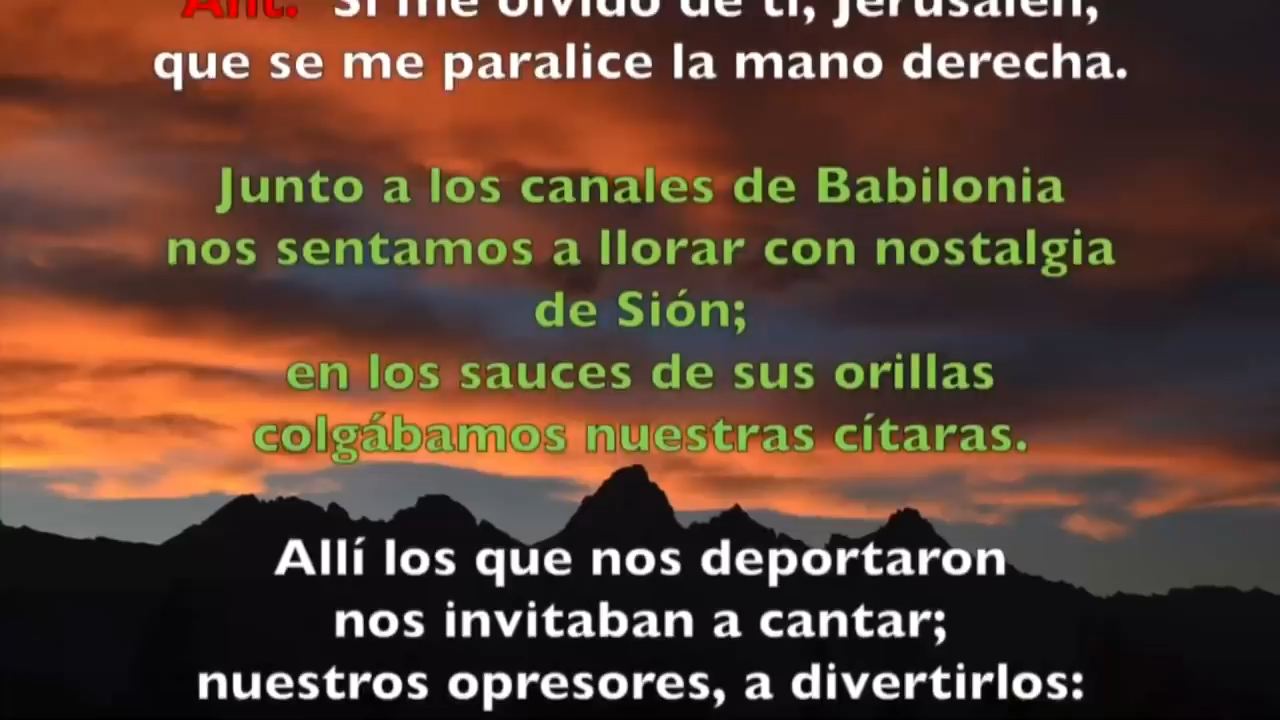 Ant. Si me olvido de ti, Jerusalén,
que se me paralice la mano derecha.
Junto a los canales de Babilonia
nos sentamos a llorar con nostalgia
de Sión;
en los sauces de sus orillas
colgábamos nuestras cítaras.
Allí los que nos deportaron
nos invitaban a cantar;
nuestros opresores, a divertirlos: